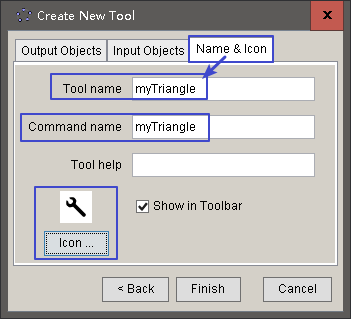 Create New Tool
Output Objects Input Objects Name & Icon
Tool name myTriangle
Command name myTriangle
Tool help
Show in Toolbar
Icon ...
< Back Finish Cancel